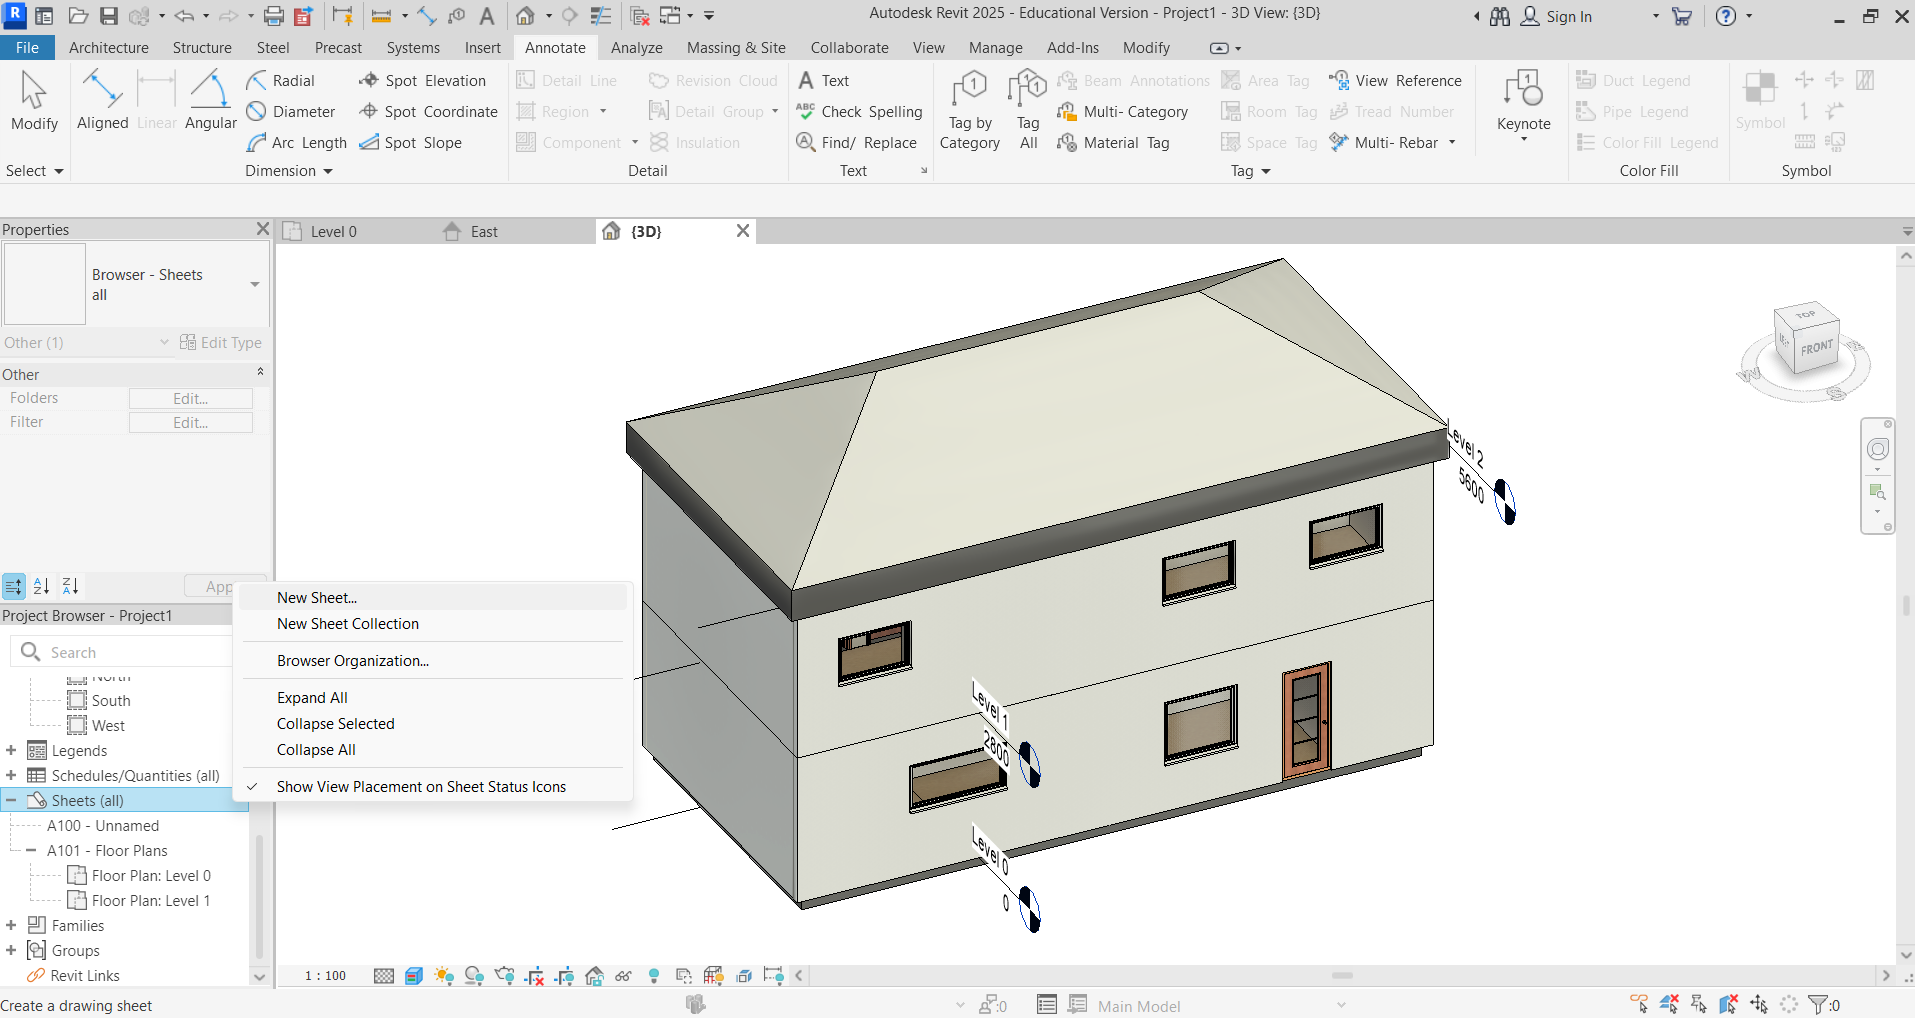 Autodesk Revit 2025 - Educational Version - Project1 - 3D View: {3D}
Sign In
File Architecture Structure Steel Precast Systems Insert Annotate Analyze Massing & Site Collaborate View Manage Add-Ins Modify
Modify
Select
Aligned
Linear
Angular
Radial
Diameter
Arc Length
Spot Elevation
Spot Coordinate
Spot Slope
Dimension
Detail Line
Region
Component
Revision Cloud
Detail Group
Insulation
Detail
A Text
ABC Check Spelling
Find/ Replace
Text
Tag by
Category
Tag
All
Beam Annotations
Multi- Category
Material Tag
Area Tag
Room Tag
Space Tag
View Reference
Tread Number
Multi- Rebar
Tag
Keynote
Duct Legend
Pipe Legend
Color Fill Legend
Color Fill
Symbol
Symbol
Properties
Browser - Sheets
all
Other (1)
Edit Type
Other
Folders Edit...
Filter Edit...
App
Level 0
East
{3D}
TOP
FRONT
W
S
Level 2
5600
Level 1
2800
Level 0
0
New Sheet...
New Sheet Collection
Browser Organization...
Expand All
Collapse Selected
Collapse All
Show View Placement on Sheet Status Icons
Project Browser - Project1
Search
North
South
West
Legends
Schedules/Quantities (all)
Sheets (all)
A100 - Unnamed
A101 - Floor Plans
Floor Plan: Level 0
Floor Plan: Level 1
Families
Groups
Revit Links
1 : 100
Create a drawing sheet
:0
Main Model
:0